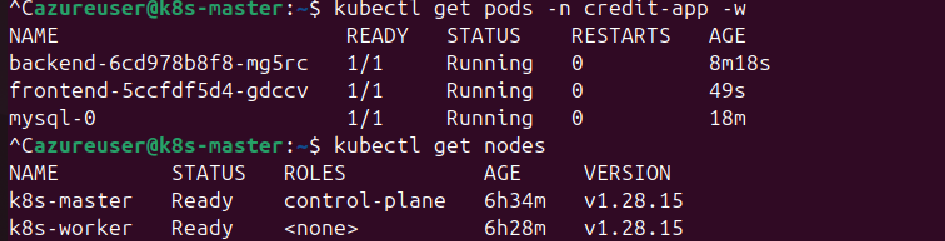 ^Cazureuser@k8s-master:~$ kubectl get pods -n credit-app -w
NAME                       READY   STATUS    RESTARTS   AGE
backend-6cd978b8f8-mg5rc   1/1     Running   0          8m18s
frontend-5ccfdf5d4-gdccv   1/1     Running   0          49s
mysql-0                    1/1     Running   0          18m
^Cazureuser@k8s-master:~$ kubectl get nodes
NAME         STATUS   ROLES           AGE     VERSION
k8s-master   Ready    control-plane   6h34m   v1.28.15
k8s-worker   Ready    <none>          6h28m   v1.28.15